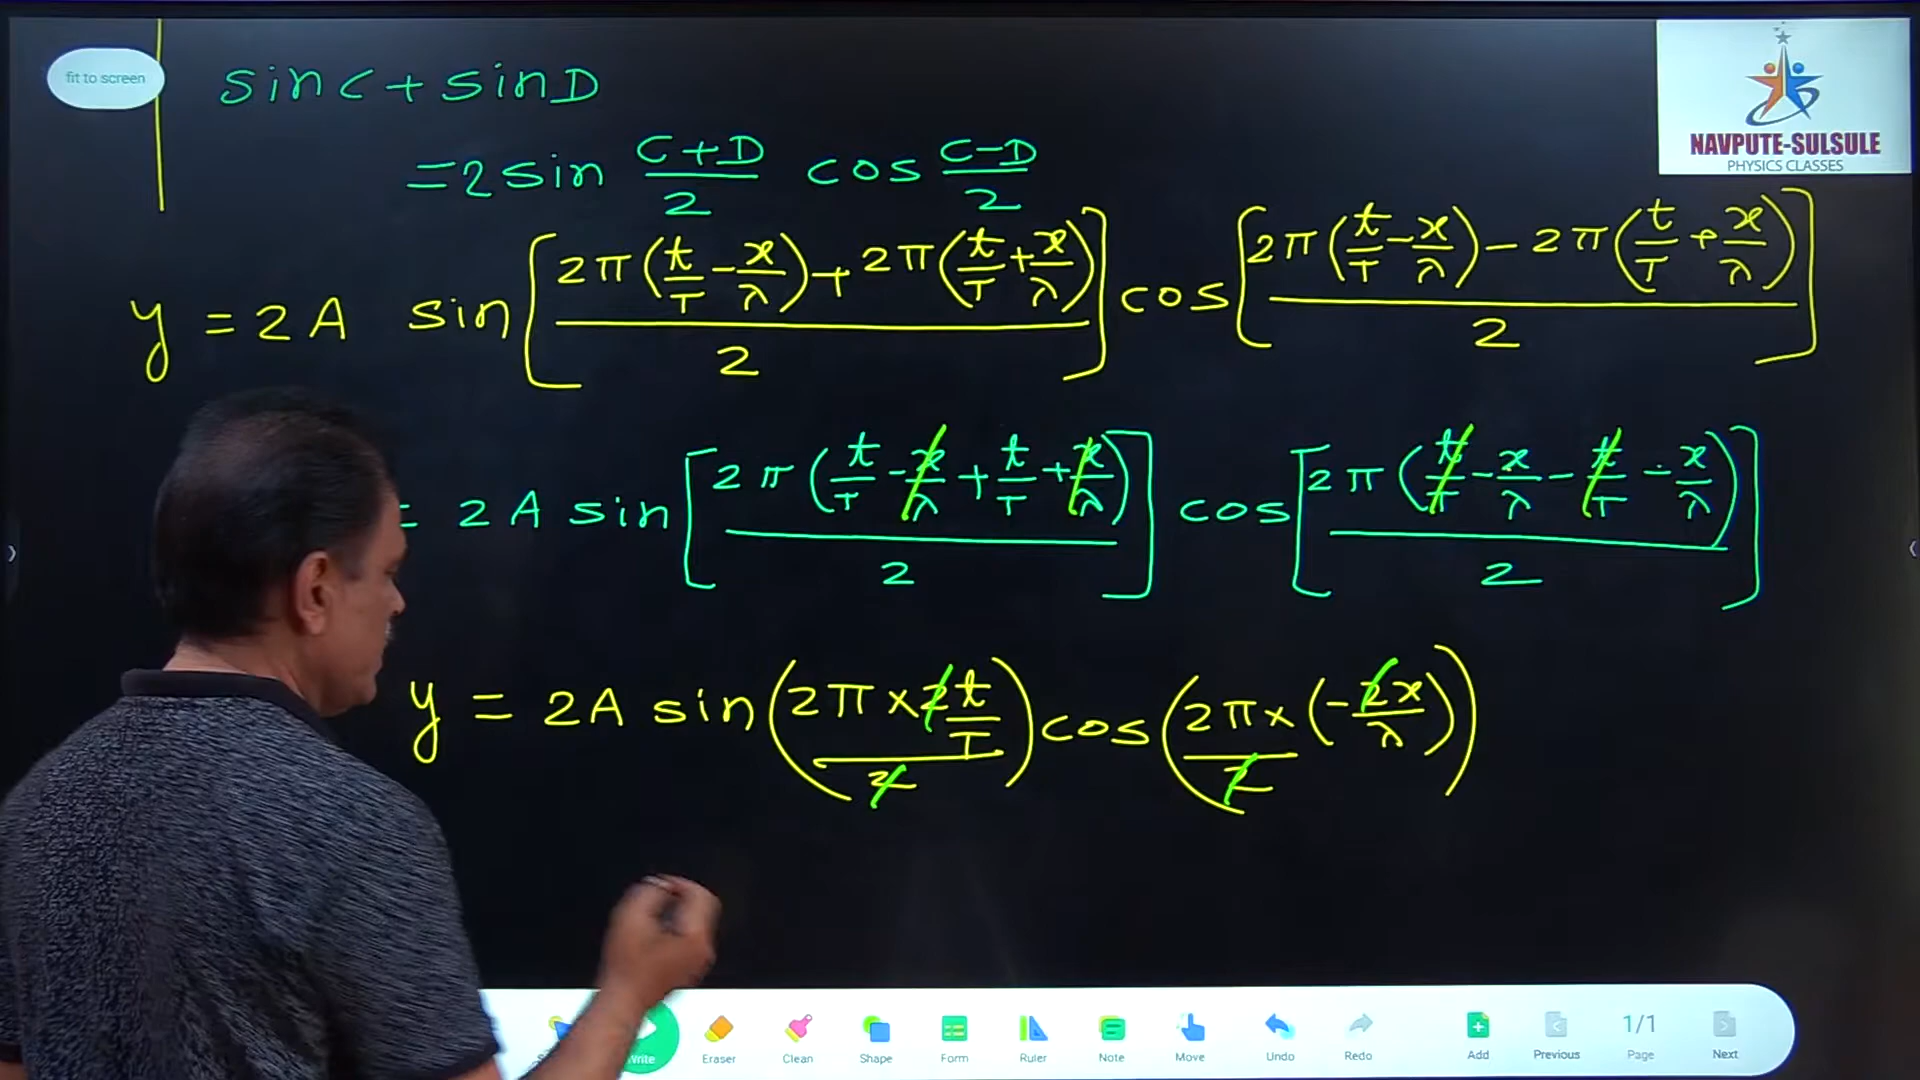 fit to screen
sin C + sin D
= 2 sin (C+D)/2 cos (C-D)/2
NAVPUTE-SULSULE
PHYSICS CLASSES
y = 2A sin [ (2π(t/T - x/λ) + 2π(t/T + x/λ)) / 2 ] cos [ (2π(t/T - x/λ) - 2π(t/T + x/λ)) / 2 ]
= 2A sin [ 2π(t/T - x/λ + t/T + x/λ) / 2 ] cos [ 2π(t/T - x/λ - t/T - x/λ) / 2 ]
y = 2A sin ( 2π × 2t/T / 2 ) cos ( 2π/2 × (-2x/λ) )
Write Eraser Clean Shape Form Ruler Note Move Undo Redo Add Previous 1/1 Page Next